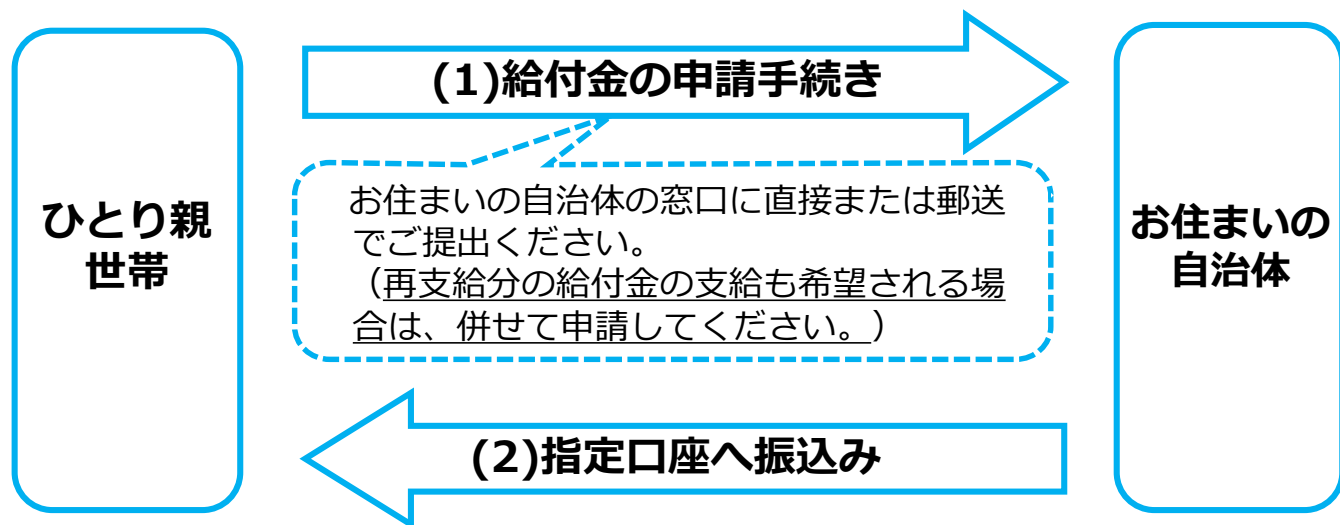 (1)給付金の申請手続き
ひとり親
世帯
お住まいの自治体の窓口に直接または郵送
でご提出ください。
（再支給分の給付金の支給も希望される場
合は、併せて申請してください。）
お住まいの
自治体
(2)指定口座へ振込み